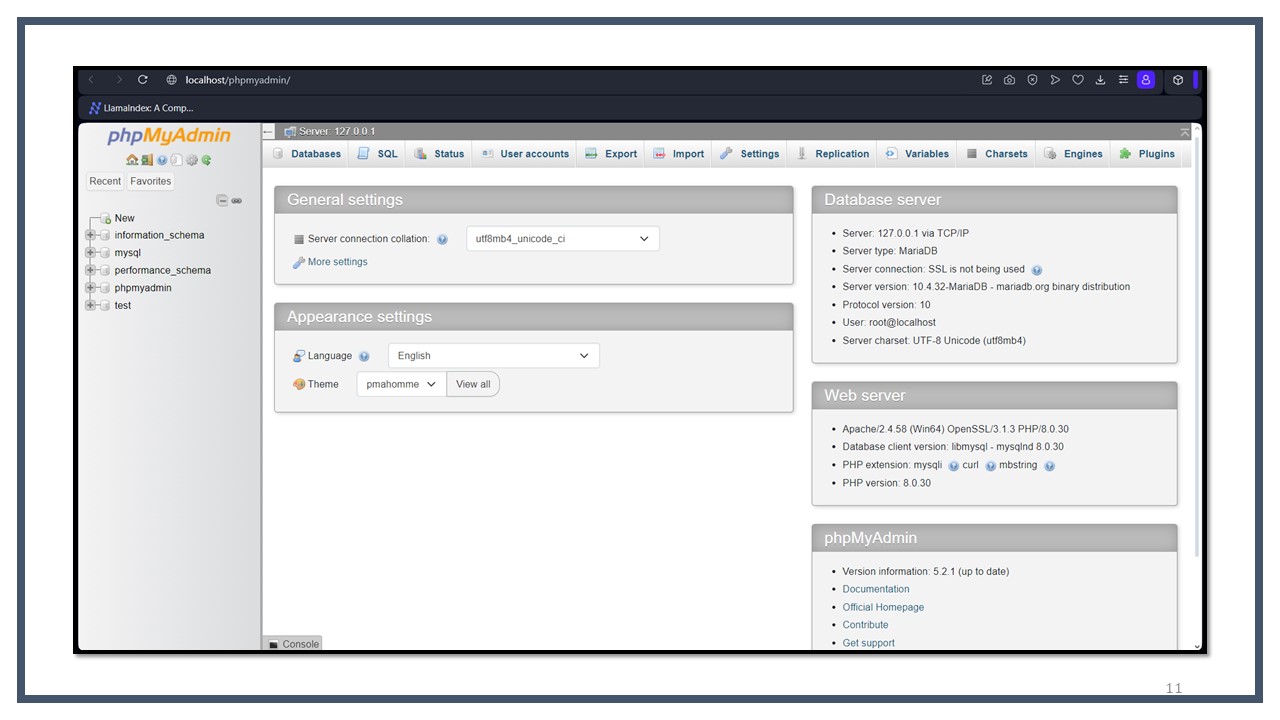 localhost/phpmyadmin/
LlamaIndex: A Comp...
phpMyAdmin
Recent Favorites
New
information_schema
mysql
performance_schema
phpmyadmin
test
Server: 127.0.0.1
Databases SQL Status User accounts Export Import Settings Replication Variables Charsets Engines Plugins
General settings
Server connection collation: utf8mb4_unicode_ci
More settings
Appearance settings
Language English
Theme pmahomme View all
Database server
Server: 127.0.0.1 via TCP/IP
Server type: MariaDB
Server connection: SSL is not being used
Server version: 10.4.32-MariaDB - mariadb.org binary distribution
Protocol version: 10
User: root@localhost
Server charset: UTF-8 Unicode (utf8mb4)
Web server
Apache/2.4.58 (Win64) OpenSSL/3.1.3 PHP/8.0.30
Database client version: libmysql - mysqlnd 8.0.30
PHP extension: mysqli curl mbstring
PHP version: 8.0.30
phpMyAdmin
Version information: 5.2.1 (up to date)
Documentation
Official Homepage
Contribute
Get support
Console
11